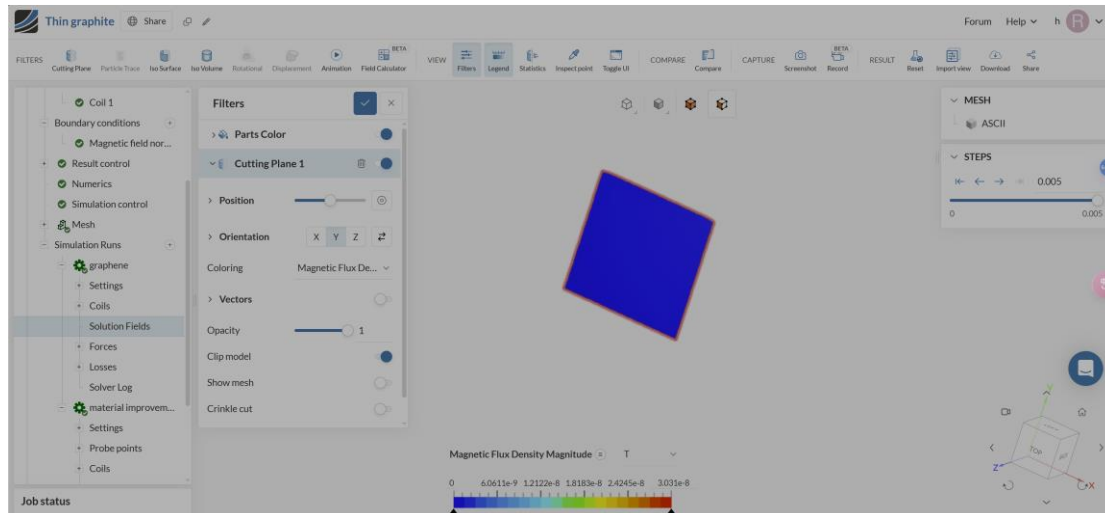 Thin graphite Share Forum Help h R
FILTERS Cutting Plane Particle Trace Iso Surface Iso Volume Rotational Displacement Animation BETA Field Calculator VIEW Filters Legend Statistics Inspect point Toggle UI COMPARE Compare CAPTURE Screenshot BETA Record RESULT Reset Import view Download Share
Coil 1
Boundary conditions
Magnetic field nor...
Result control
Numerics
Simulation control
Mesh
Simulation Runs
graphene
Settings
Coils
Solution Fields
Forces
Losses
Solver Log
material improvem...
Settings
Probe points
Coils
Job status
Filters
Parts Color
Cutting Plane 1
Position
Orientation X Y Z
Coloring Magnetic Flux De...
Vectors
Opacity 1
Clip model
Show mesh
Crinkle cut
MESH
ASCII
STEPS
0.005
0 0.005
Magnetic Flux Density Magnitude T
0 6.0611e-9 1.2122e-8 1.8183e-8 2.4245e-8 3.031e-8
Y
TOP
Z
X